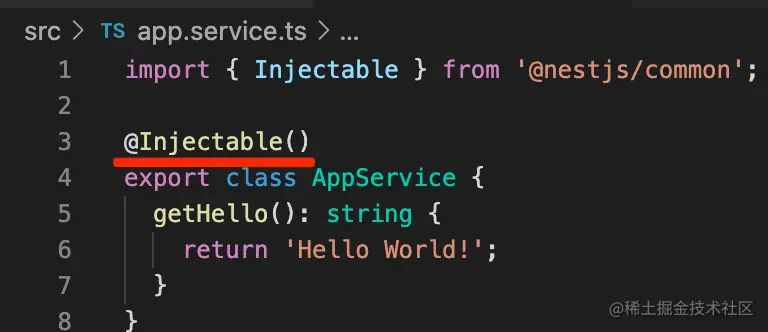 src > TS app.service.ts > ...
1 import { Injectable } from '@nestjs/common';
2
3 @Injectable()
4 export class AppService {
5 getHello(): string {
6 return 'Hello World!';
7 }
8 }
@稀土掘金技术社区